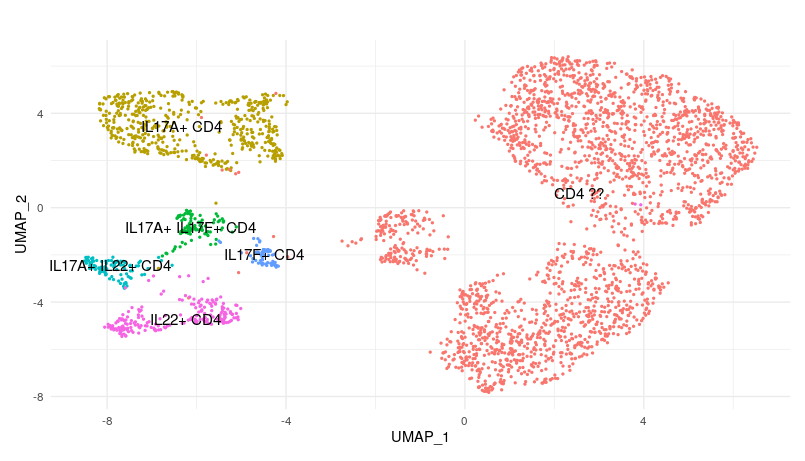 4
IL17A+ CD4
CD4 ??
0
IL17A+ IL17F+ CD4
IL17F+ CD4
IL17A+ IL22+ CD4
-4
IL22+ CD4
-8
UMAP_2
-8
-4
0
4
UMAP_1